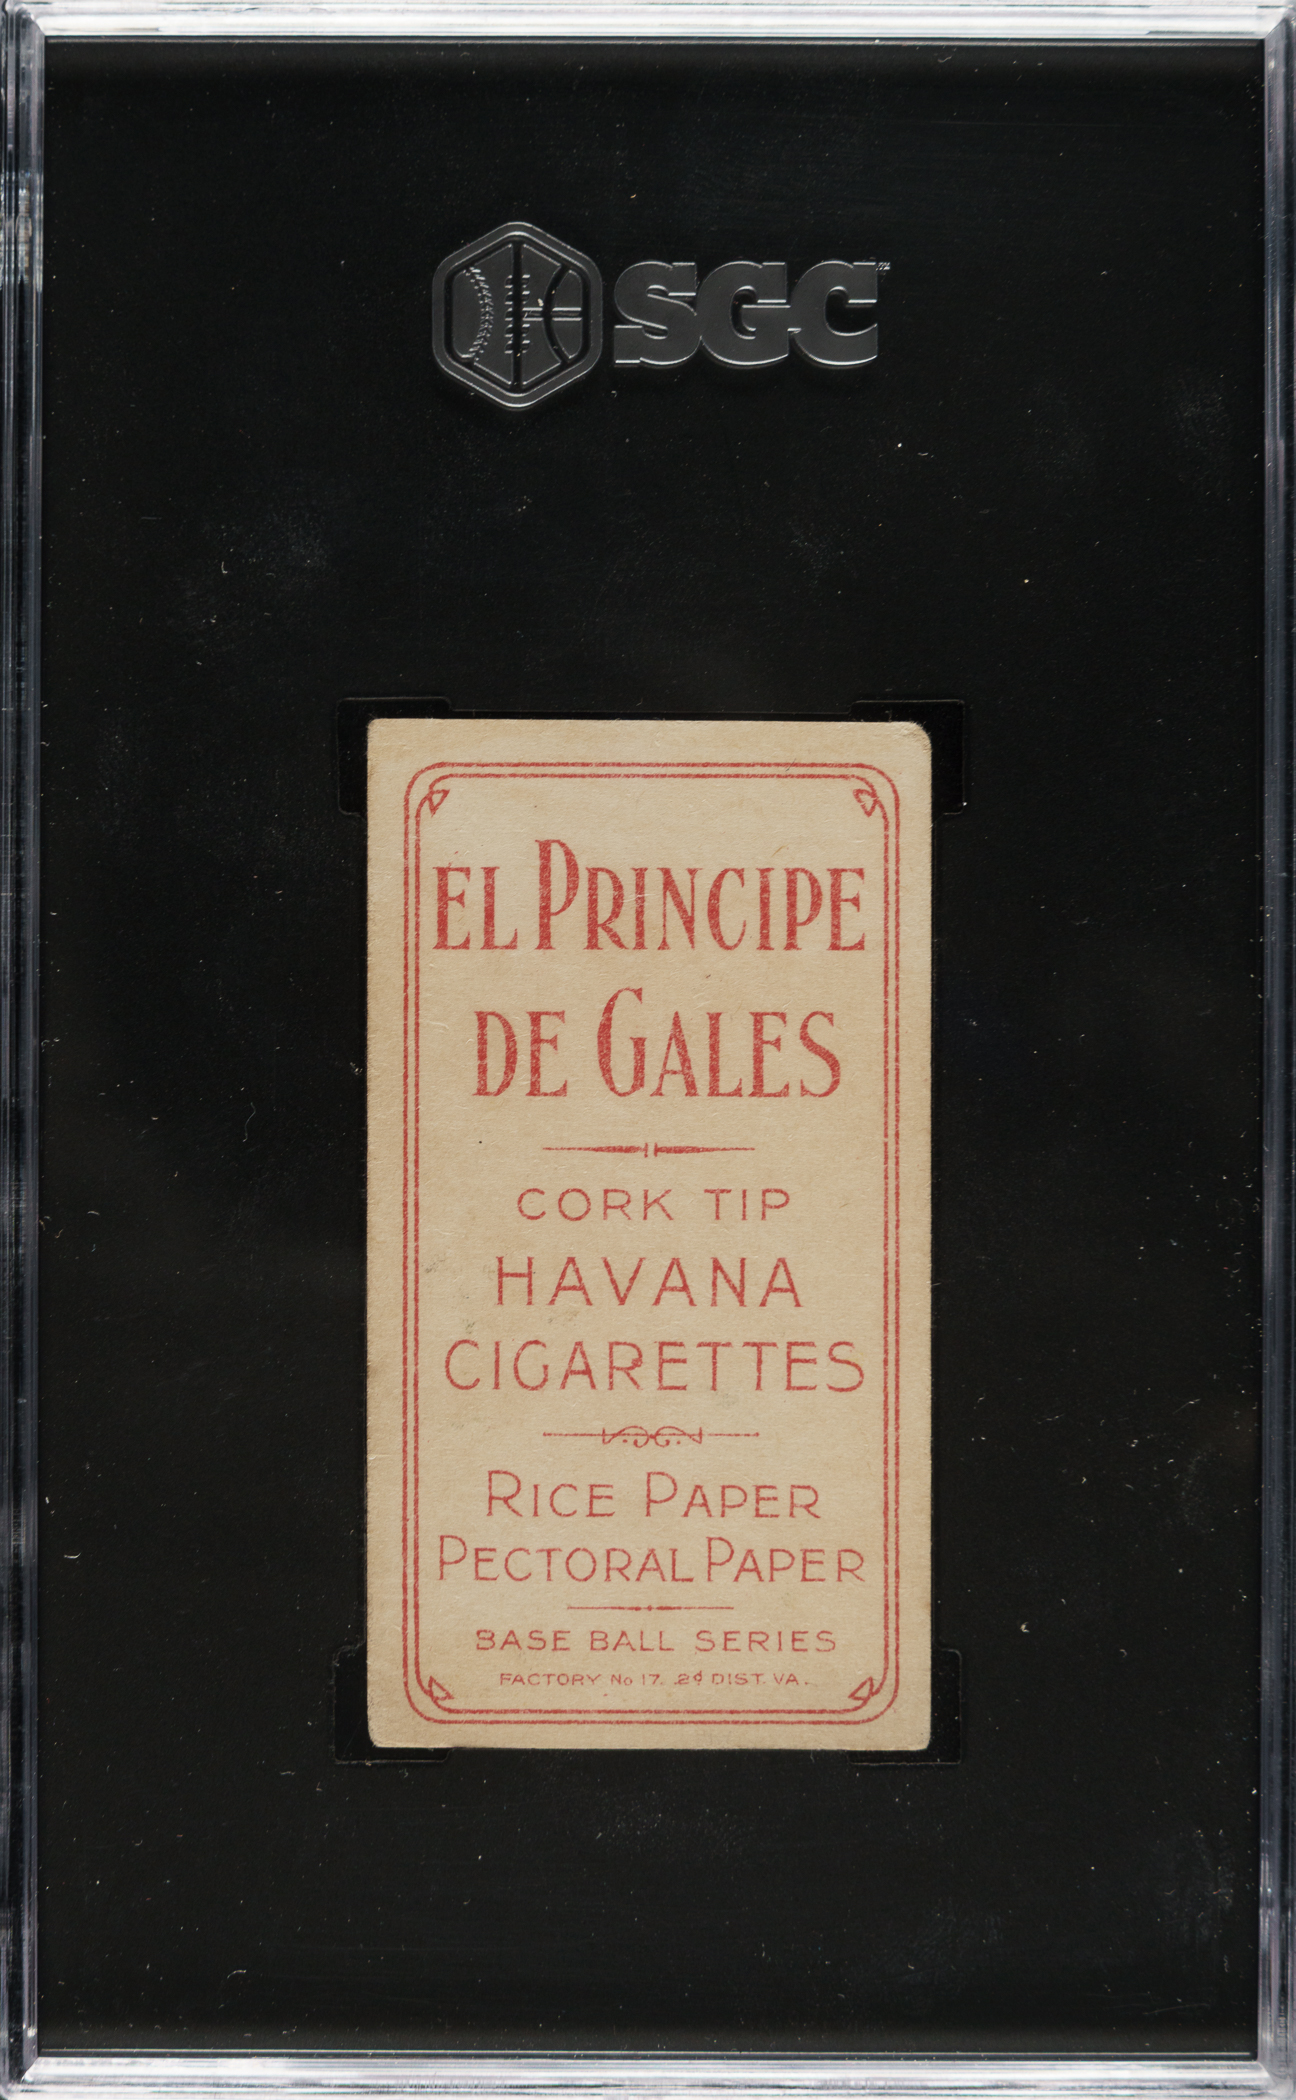 SGC™
EL PRINCIPE
DE GALES
CORK TIP
HAVANA
CIGARETTES
RICE PAPER
PECTORAL PAPER
BASE BALL SERIES
FACTORY No 17. 2d DIST. VA.